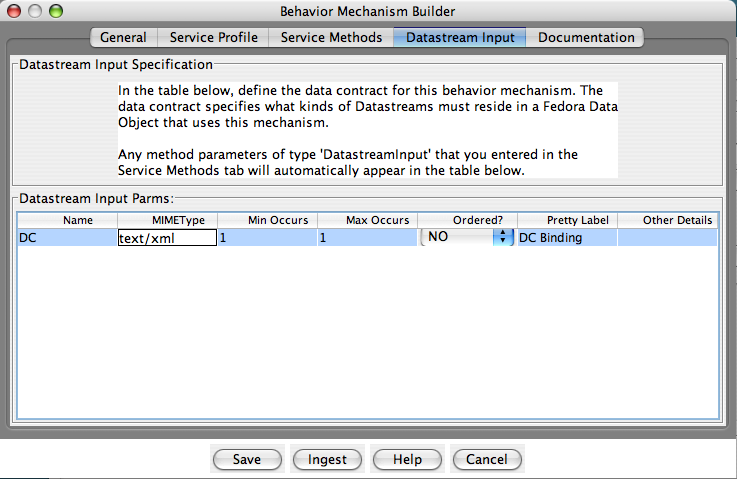 Behavior Mechanism Builder
General Service Profile Service Methods Datastream Input Documentation
Datastream Input Specification
In the table below, define the data contract for this behavior mechanism. The
data contract specifies what kinds of Datastreams must reside in a Fedora Data
Object that uses this mechanism.
Any method parameters of type 'DatastreamInput' that you entered in the
Service Methods tab will automatically appear in the table below.
Datastream Input Parms:
Name MIMEType Min Occurs Max Occurs Ordered? Pretty Label Other Details
DC text/xml 1 1 NO DC Binding
Save Ingest Help Cancel